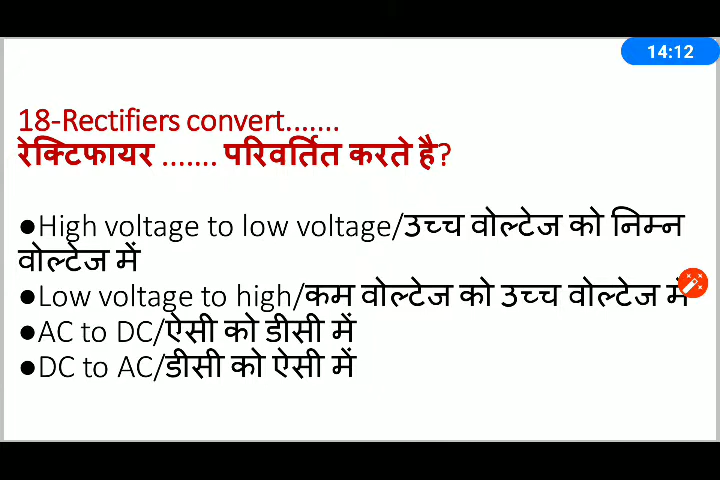 14:12
18-Rectifiers convert.......
रेक्टिफायर ....... परिवर्तित करते है?
●High voltage to low voltage/उच्च वोल्टेज को निम्न
वोल्टेज में
●Low voltage to high/कम वोल्टेज को उच्च वोल्टेज में
●AC to DC/ऐसी को डीसी में
●DC to AC/डीसी को ऐसी में